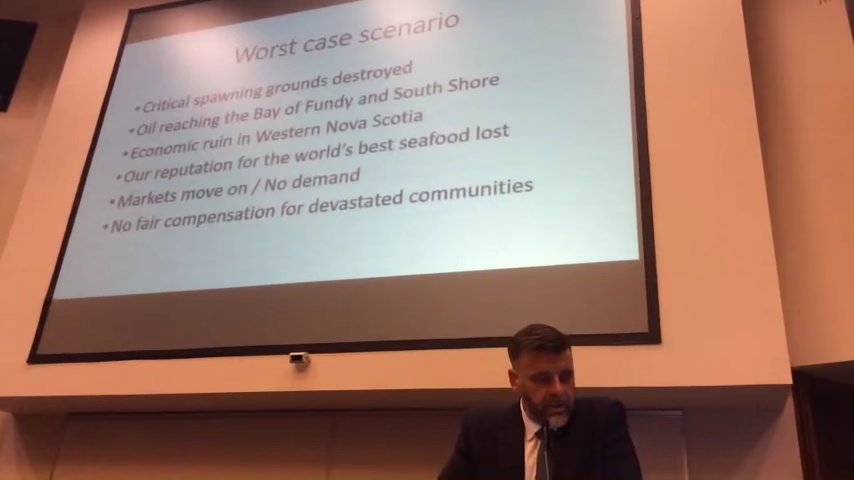 Worst case scenario
• Critical spawning grounds destroyed
• Oil reaching the Bay of Fundy and South Shore
• Economic ruin in Western Nova Scotia
• Our reputation for the world's best seafood lost
• Markets move on / No demand
• No fair compensation for devastated communities